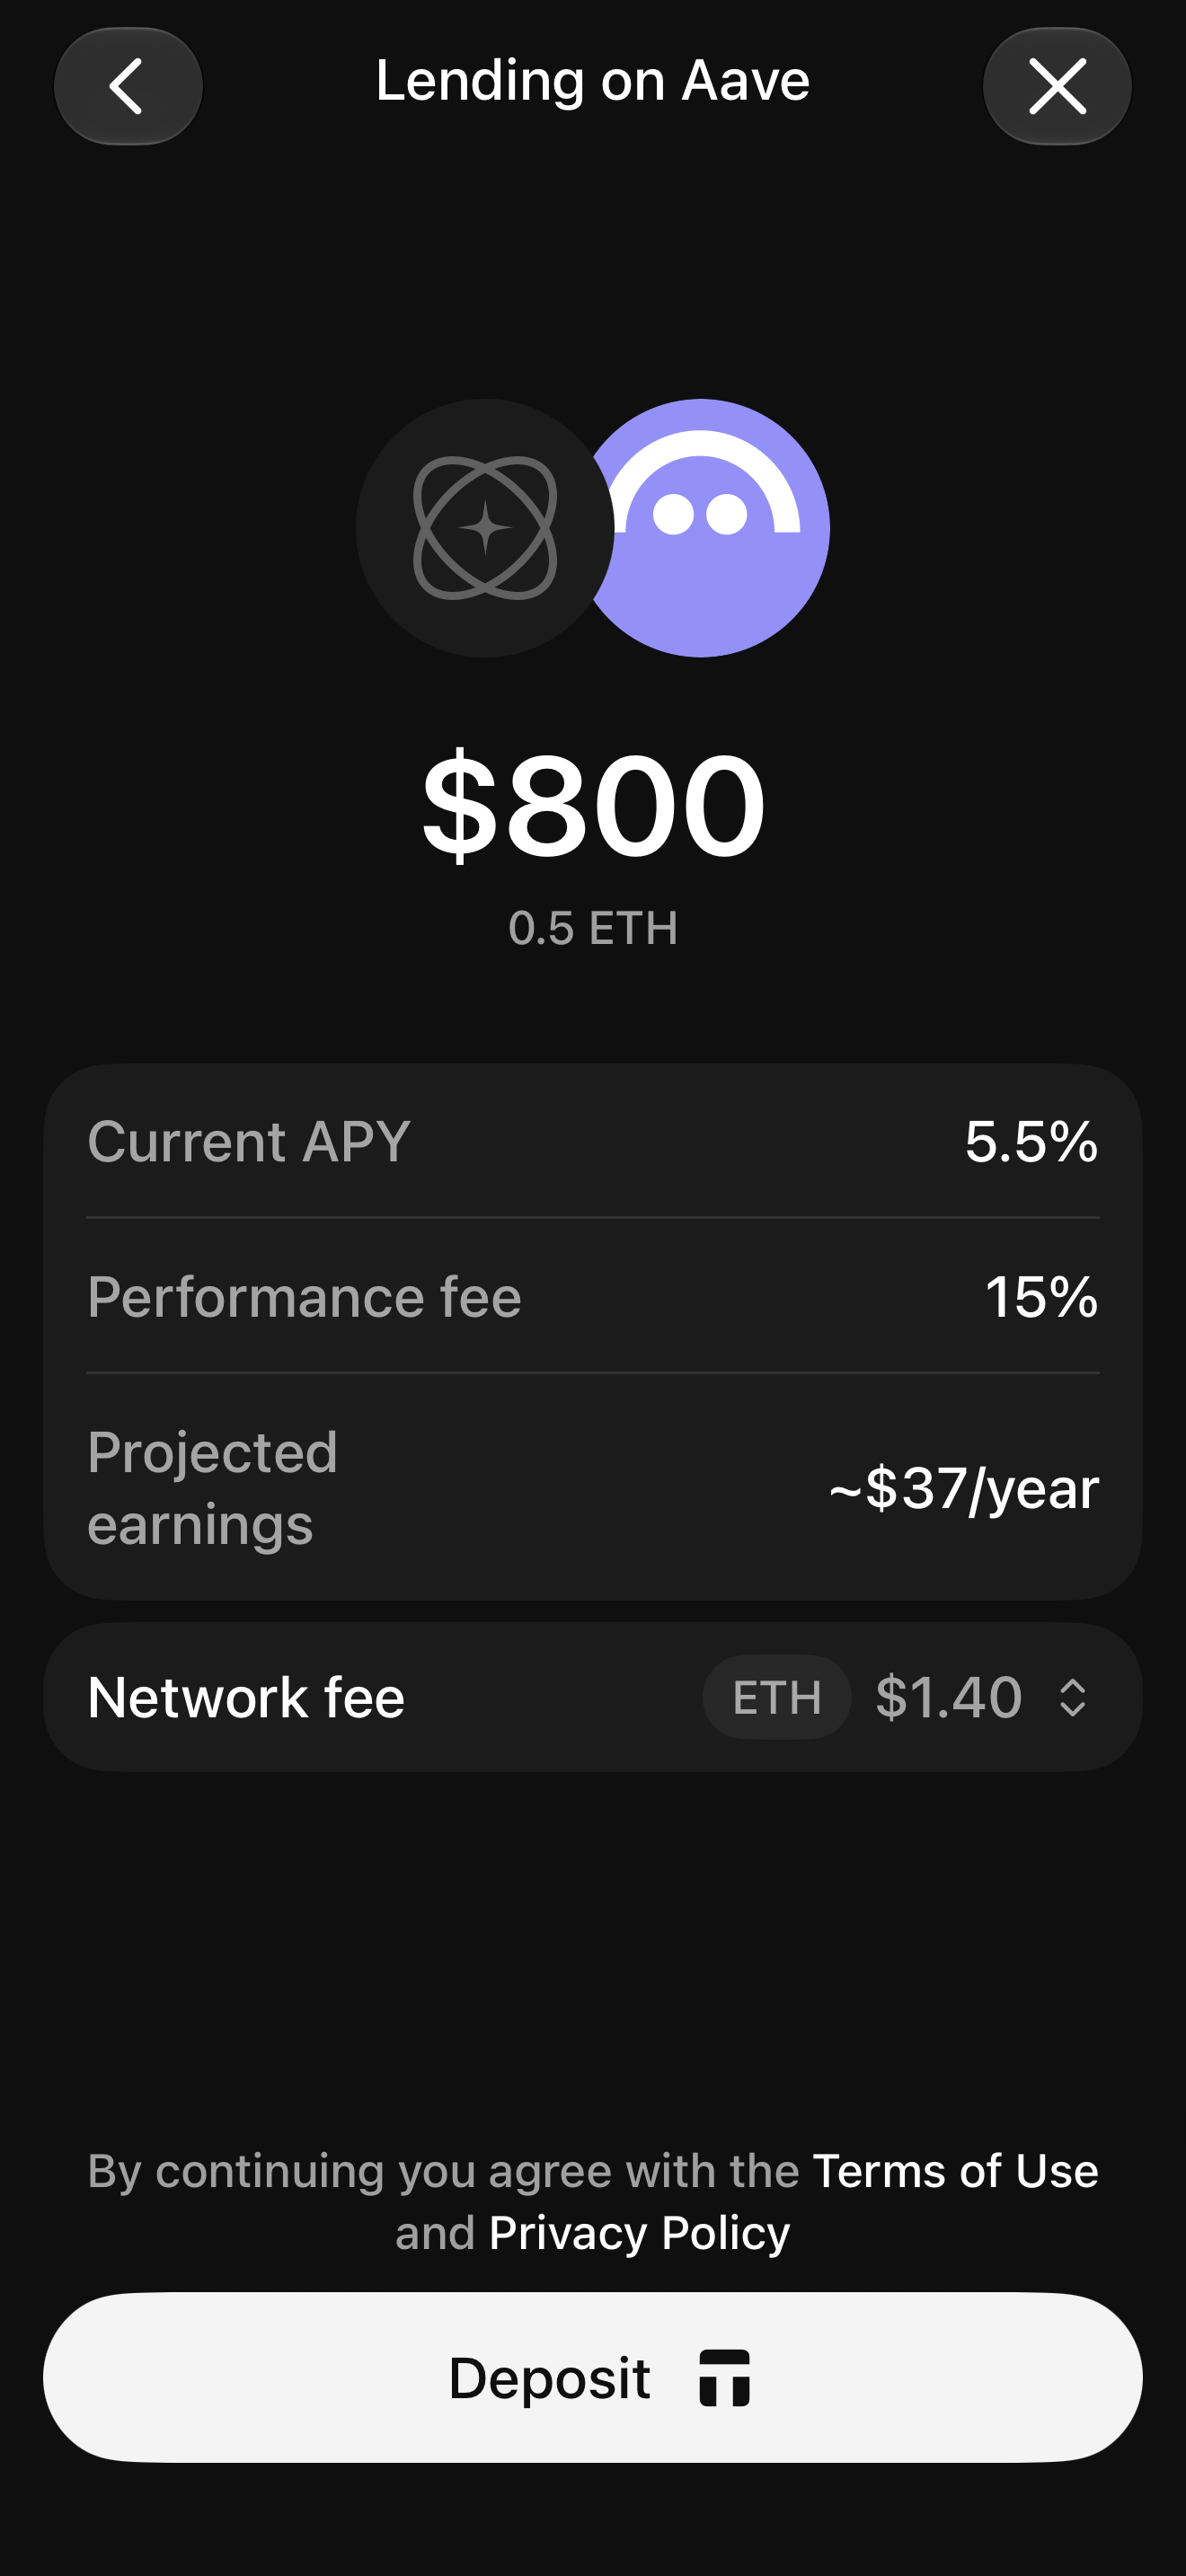 Lending on Aave
$800
0.5 ETH
Current APY 5.5%
Performance fee 15%
Projected
earnings ~$37/year
Network fee ETH $1.40
By continuing you agree with the Terms of Use
and Privacy Policy
Deposit